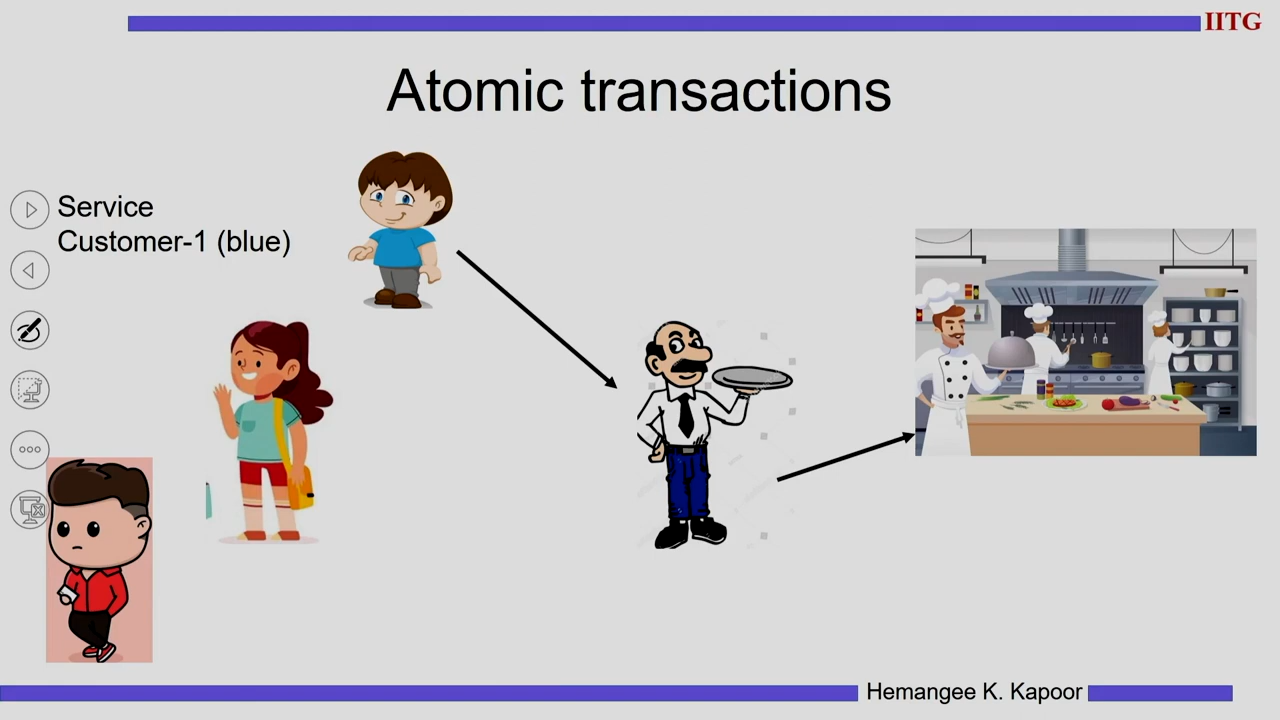 IITG
Atomic transactions
Service
Customer-1 (blue)
Hemangee K. Kapoor